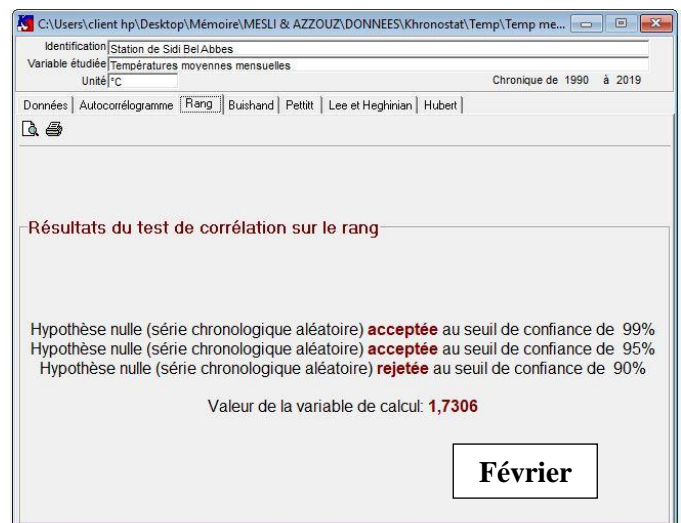 C:\Users\client hp\Desktop\Mémoire\MESLI & AZZOUZ\DONNEES\Khronostat\Temp\Temp me...
Identification Station de Sidi Bel Abbes
Variable étudiée Températures moyennes mensuelles
Unité °C Chronique de 1990 à 2019
Données Autocorrélogramme Rang Buishand Pettitt Lee et Heghinian Hubert
Résultats du test de corrélation sur le rang
Hypothèse nulle (série chronologique aléatoire) acceptée au seuil de confiance de 99%
Hypothèse nulle (série chronologique aléatoire) acceptée au seuil de confiance de 95%
Hypothèse nulle (série chronologique aléatoire) rejetée au seuil de confiance de 90%
Valeur de la variable de calcul: 1,7306
Février